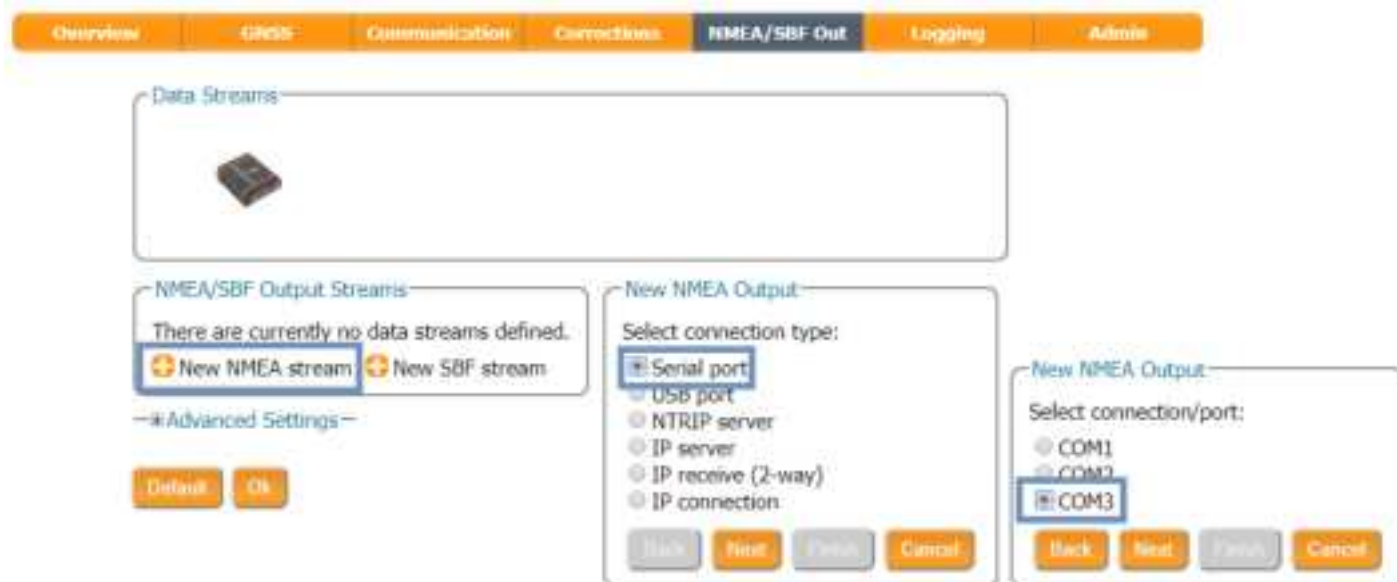 Overview GNSS Communication Corrections NMEA/SBF Out Logging Admin
Data Streams
NMEA/SBF Output Streams
There are currently no data streams defined.
New NMEA stream New SBF stream
Advanced Settings
Default Ok
New NMEA Output
Select connection type:
Serial port
USB port
NTRIP server
IP server
IP receive (2-way)
IP connection
Back Next Finish Cancel
New NMEA Output
Select connection/port:
COM1
COM2
COM3
Back Next Finish Cancel